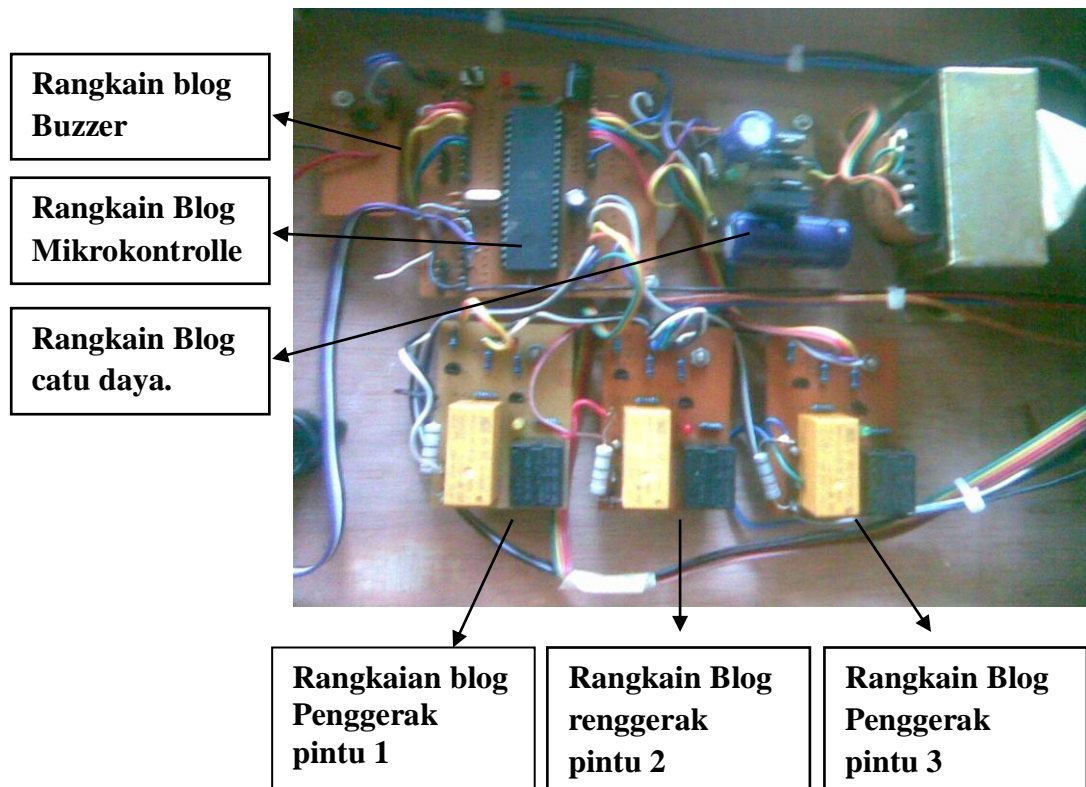 Rangkain blog
Buzzer
Rangkain Blog
Mikrokontrolle
Rangkain Blog
catu daya.
Rangkaian blog
Penggerak
pintu 1
Rangkain Blog
renggerak
pintu 2
Rangkain Blog
Penggerak
pintu 3